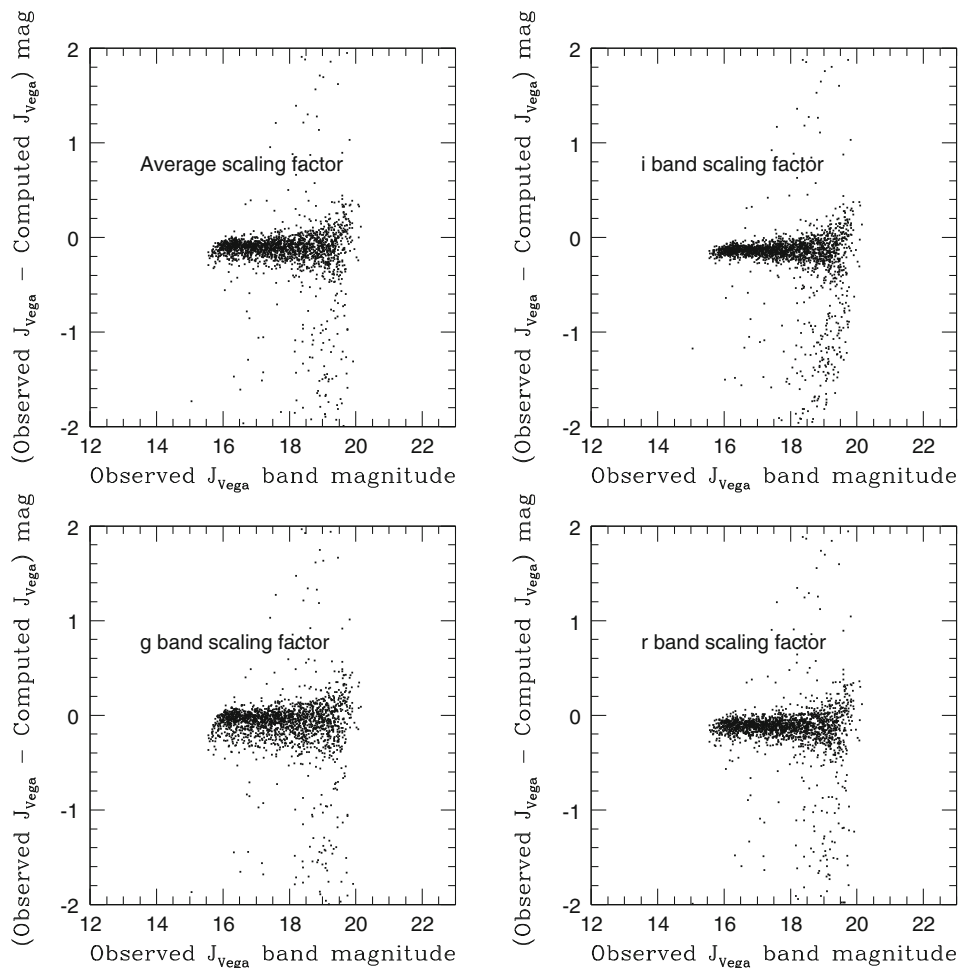 (Observed J_Vega − Computed J_Vega) mag
2
1
0
-1
-2
Average scaling factor
12 14 16 18 20 22
Observed J_Vega band magnitude
(Observed J_Vega − Computed J_Vega) mag
2
1
0
-1
-2
i band scaling factor
12 14 16 18 20 22
Observed J_Vega band magnitude
(Observed J_Vega − Computed J_Vega) mag
2
1
0
-1
-2
g band scaling factor
12 14 16 18 20 22
Observed J_Vega band magnitude
(Observed J_Vega − Computed J_Vega) mag
2
1
0
-1
-2
r band scaling factor
12 14 16 18 20 22
Observed J_Vega band magnitude